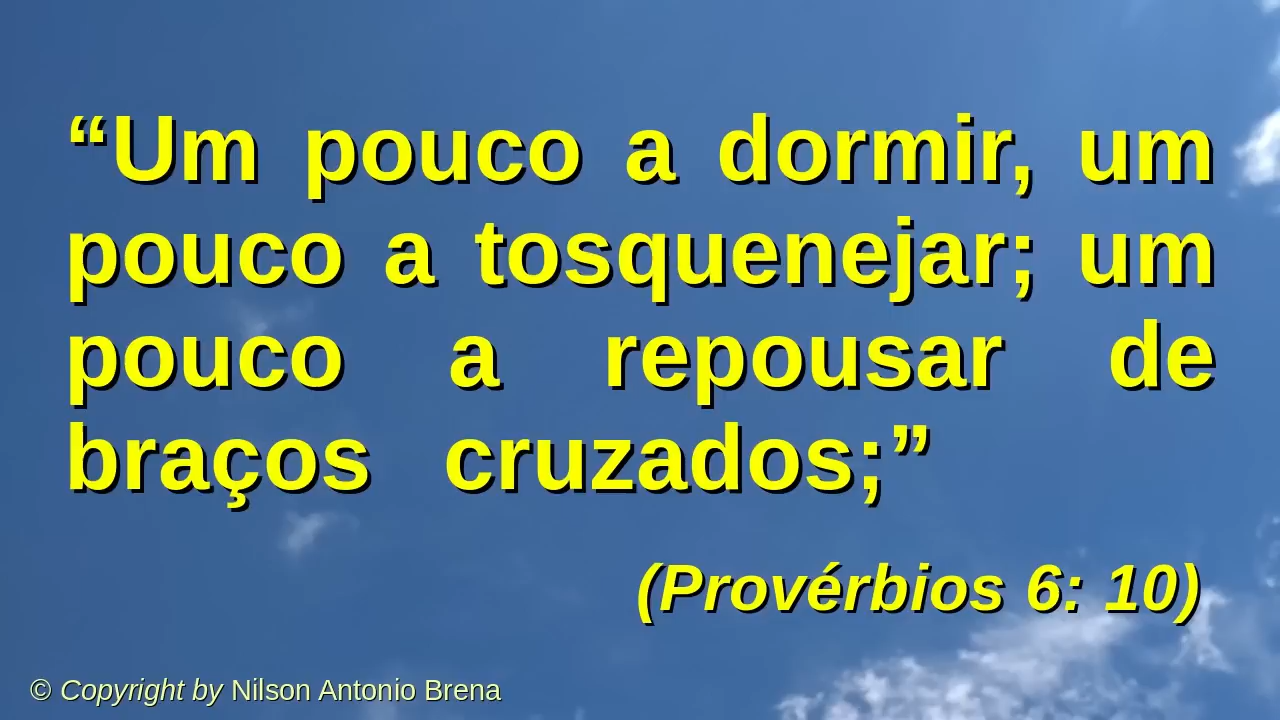 “Um pouco a dormir, um
pouco a tosquenejar; um
pouco a repousar de
braços cruzados;”
(Provérbios 6: 10)
© Copyright by Nilson Antonio Brena